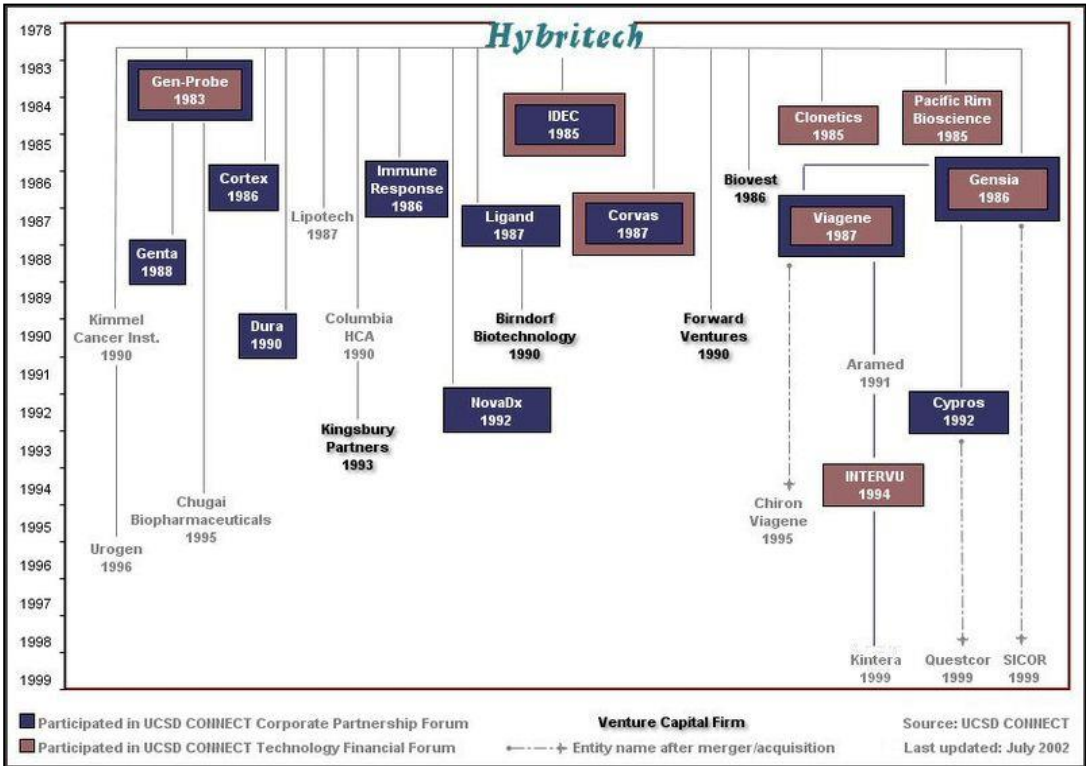 Hybritech
1978
1983
1984
1985
1986
1987
1988
1989
1990
1991
1992
1993
1994
1995
1996
1997
1998
1999
Gen-Probe
1983
IDEC
1985
Clonetics
1985
Pacific Rim
Bioscience
1985
Cortex
1986
Immune
Response
1986
Biovest
1986
Gensia
1986
Lipotech
1987
Ligand
1987
Corvas
1987
Viagene
1987
Genta
1988
Kimmel
Cancer Inst.
1990
Dura
1990
Columbia
HCA
1990
Birndorf
Biotechnology
1990
Forward
Ventures
1990
Aramed
1991
NovaDx
1992
Cypros
1992
Kingsbury
Partners
1993
INTERVU
1994
Chugai
Biopharmaceuticals
1995
Chiron
Viagene
1995
Urogen
1996
Kintera
1999
Questcor
1999
SICOR
1999
Participated in UCSD CONNECT Corporate Partnership Forum
Venture Capital Firm
Source: UCSD CONNECT
Participated in UCSD CONNECT Technology Financial Forum
Entity name after merger/acquisition
Last updated: July 2002